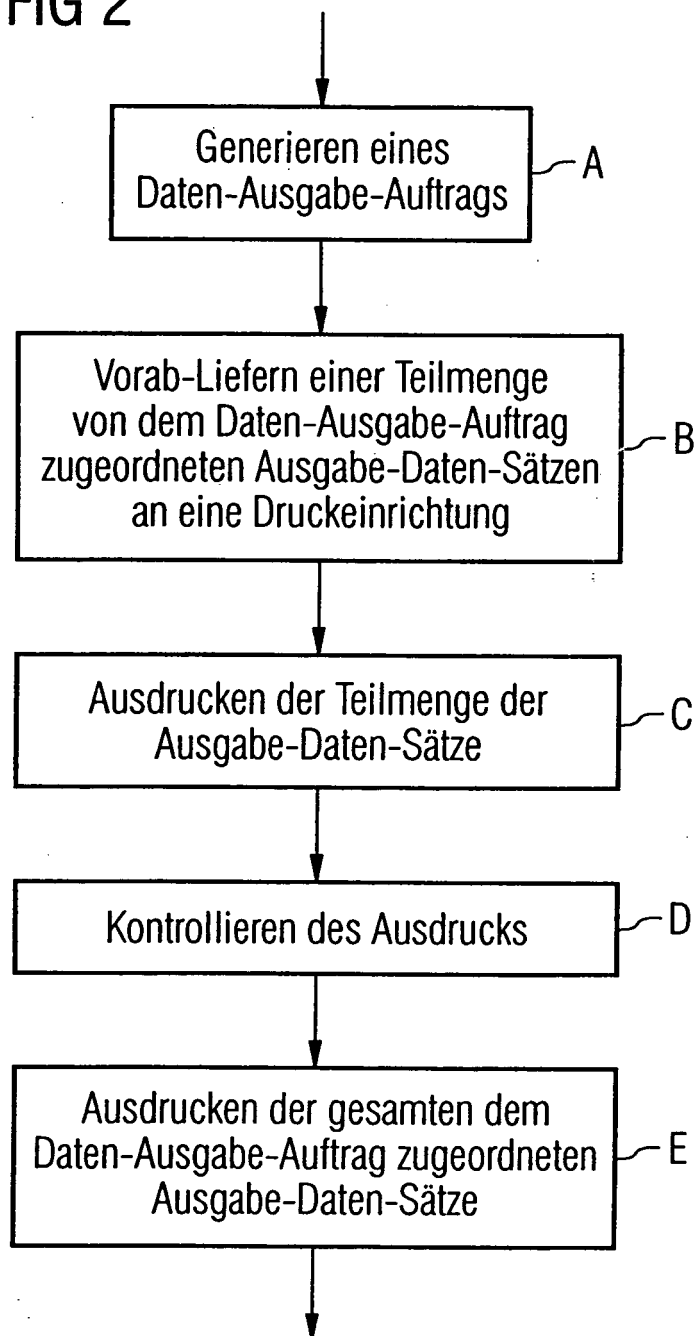 FIG 2
Generieren eines
Daten-Ausgabe-Auftrags
A
Vorab-Liefern einer Teilmenge
von dem Daten-Ausgabe-Auftrag
zugeordneten Ausgabe-Daten-Sätzen
an eine Druckeinrichtung
B
Ausdrucken der Teilmenge der
Ausgabe-Daten-Sätze
C
Kontrollieren des Ausdrucks
D
Ausdrucken der gesamten dem
Daten-Ausgabe-Auftrag zugeordneten
Ausgabe-Daten-Sätze
E